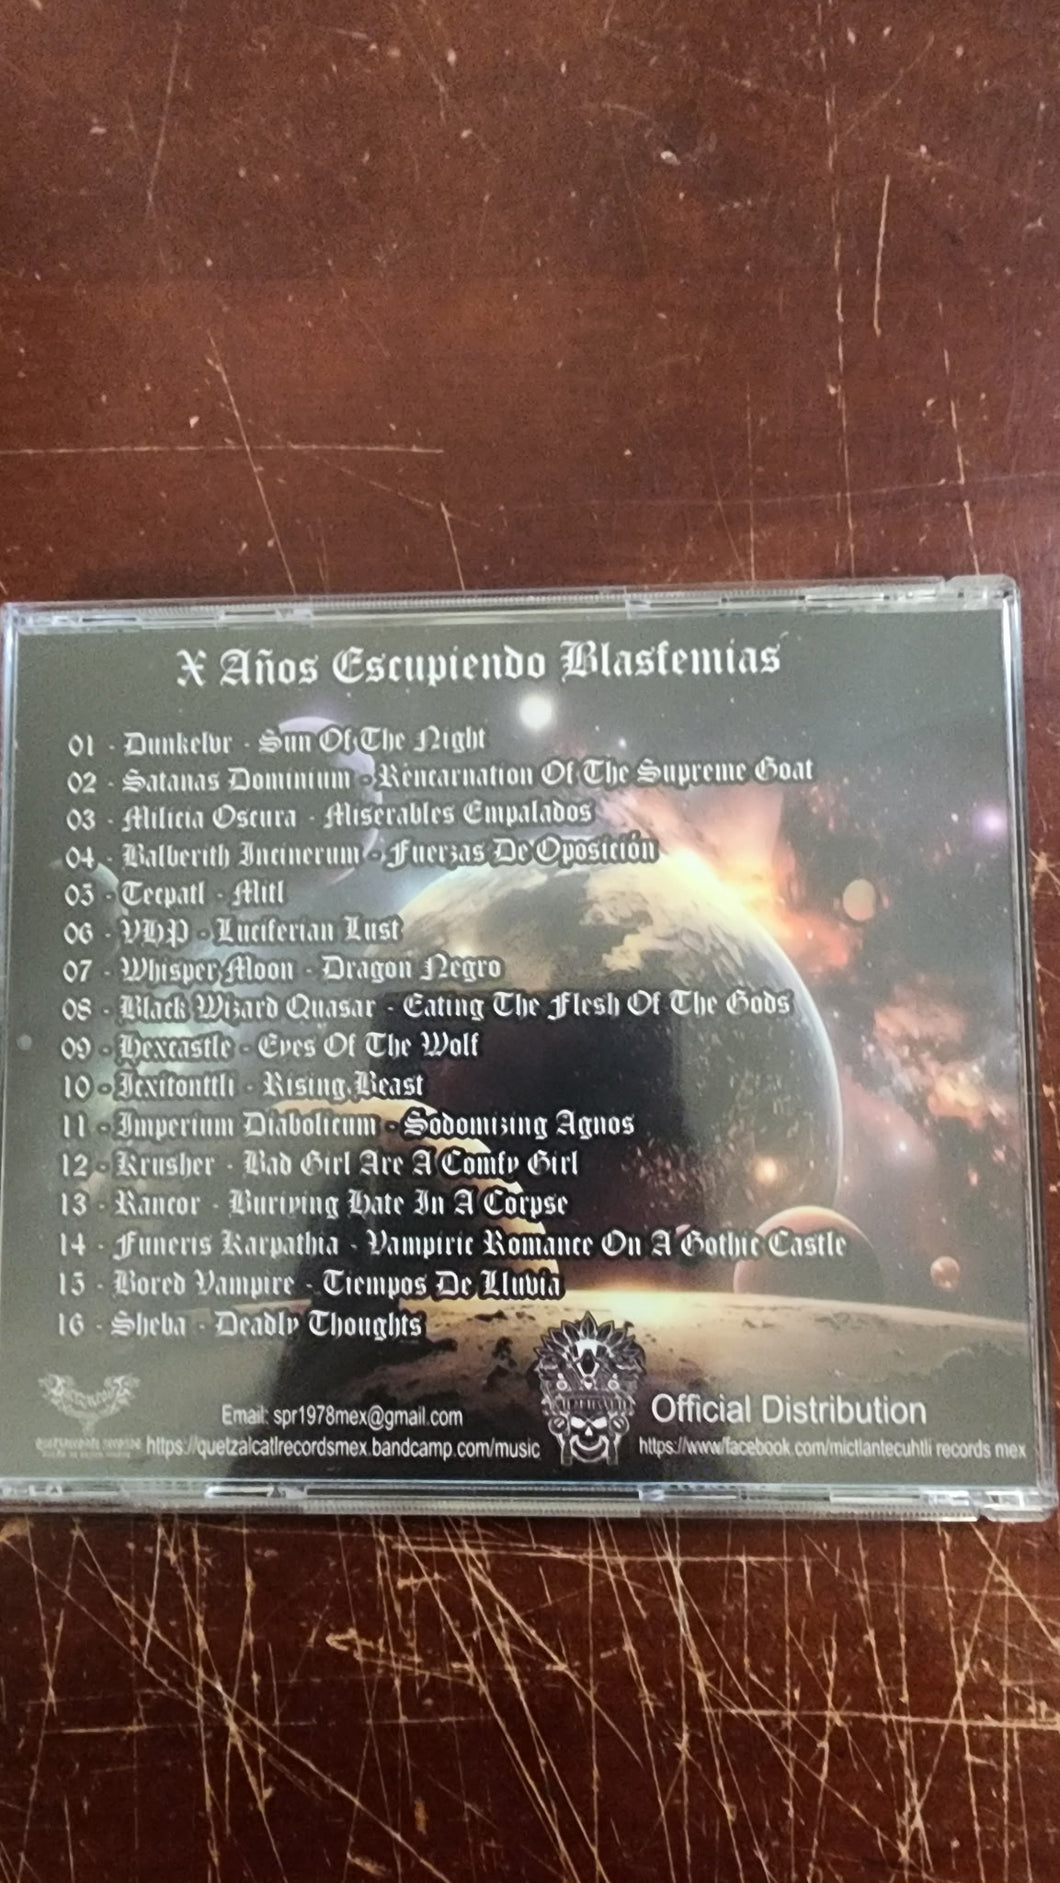 X Años Escupiendo Blasfemias
01 - Dunkelvr - Sun Of The Night
02 - Satanas Dominium - Rencarnation Of The Supreme Goat
03 - Milicia Oscura - Miserables Empalados
04 - Balberith Incinerum - Fuerzas De Oposición
05 - Tecpatl - Mitl
06 - VHP - Luciferian Lust
07 - Whisper Moon - Dragon Negro
08 - Black Wizard Quasar - Eating The Flesh Of The Gods
09 - Hexcastle - Eyes Of The Wolf
10 - - Rising Beast
11 - Imperium Diabolicum - Sodomizing Agnos
12 - Krusher - Bad Girl Are A Comfy Girl
13 - Rancor - Buriying Hate In A Corpse
14 - Funeris Karpathia - Vampiric Romance On A Gothic Castle
15 - Bored Vampire - Tiempos De Lluvia
16 - Sheba - Deadly Thoughts
Email: spr1978mex@gmail.com
https://quetzalcatlrecordsmex.bandcamp.com/music
Official Distribution
https://www/facebook.com/mictlantecuhtli records mex